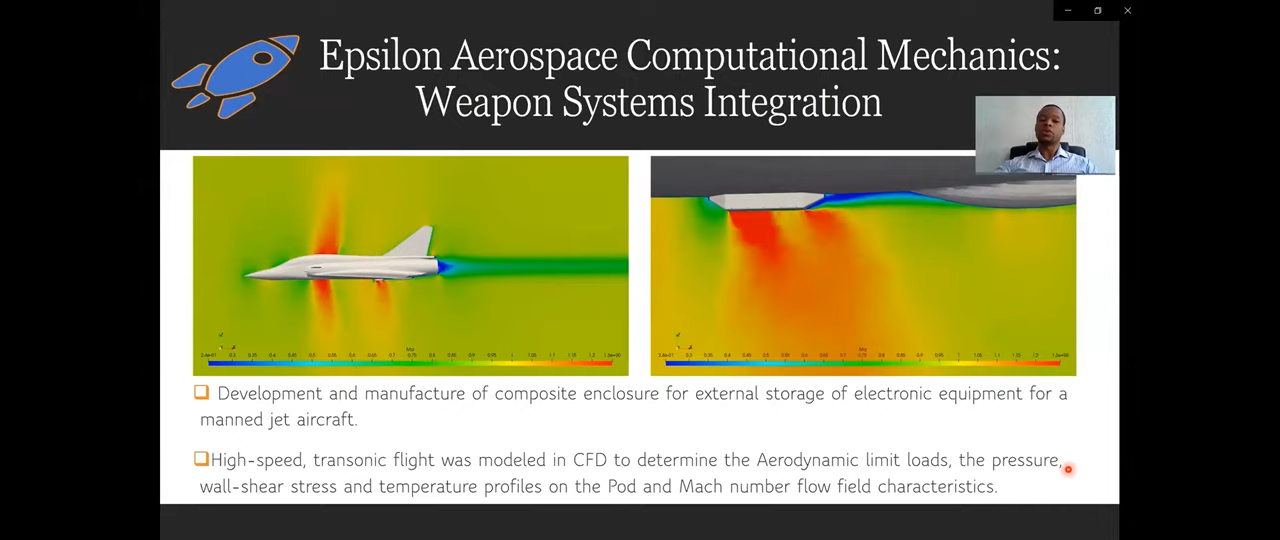 Epsilon Aerospace Computational Mechanics:
Weapon Systems Integration
Development and manufacture of composite enclosure for external storage of electronic equipment for a
manned jet aircraft.
High-speed, transonic flight was modeled in CFD to determine the Aerodynamic limit loads, the pressure,
wall-shear stress and temperature profiles on the Pod and Mach number flow field characteristics.